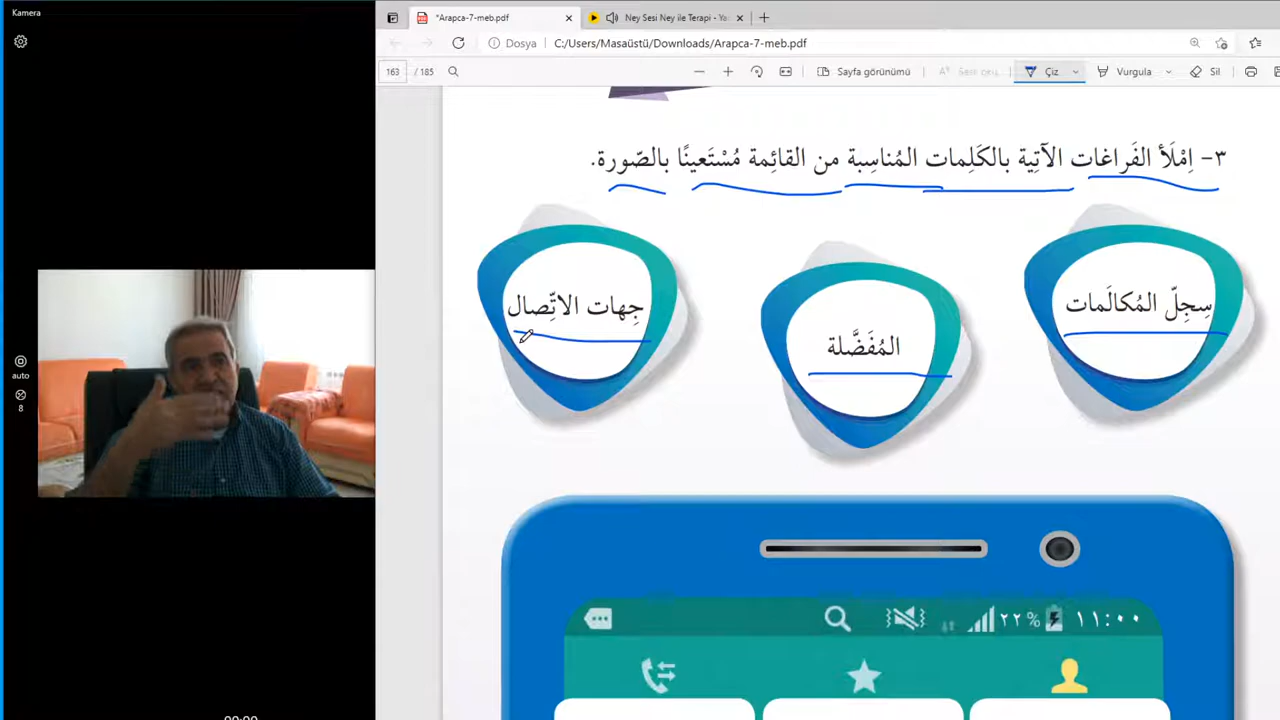 Kamera
*Arapca-7-meb.pdf
Ney Sesi Ney ile Terapi - Yo
Dosya
C:/Users/Masaüstü/Downloads/Arapca-7-meb.pdf
163 / 185
Sayfa görünümü
Çiz
Vurgula
Sil
٣- اِمْلَأ الفَراغات الآتِية بالكَلِمات المُناسِبة من القائِمة مُسْتَعينًا بالصّورة.
سِجِلّ المُكالَمات
المُفَضَّلة
جِهات الاتِّصال
auto
8
٢٢% ١١:٠٠